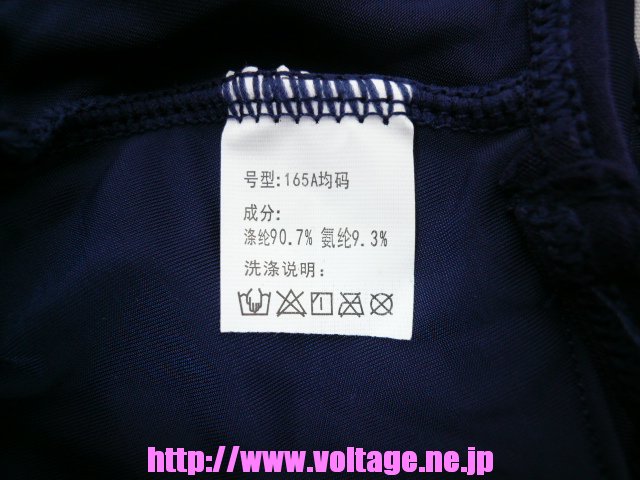 号型:165A均码
成分:
涤纶90.7% 氨纶9.3%
洗涤说明:
http://www.voltage.ne.jp